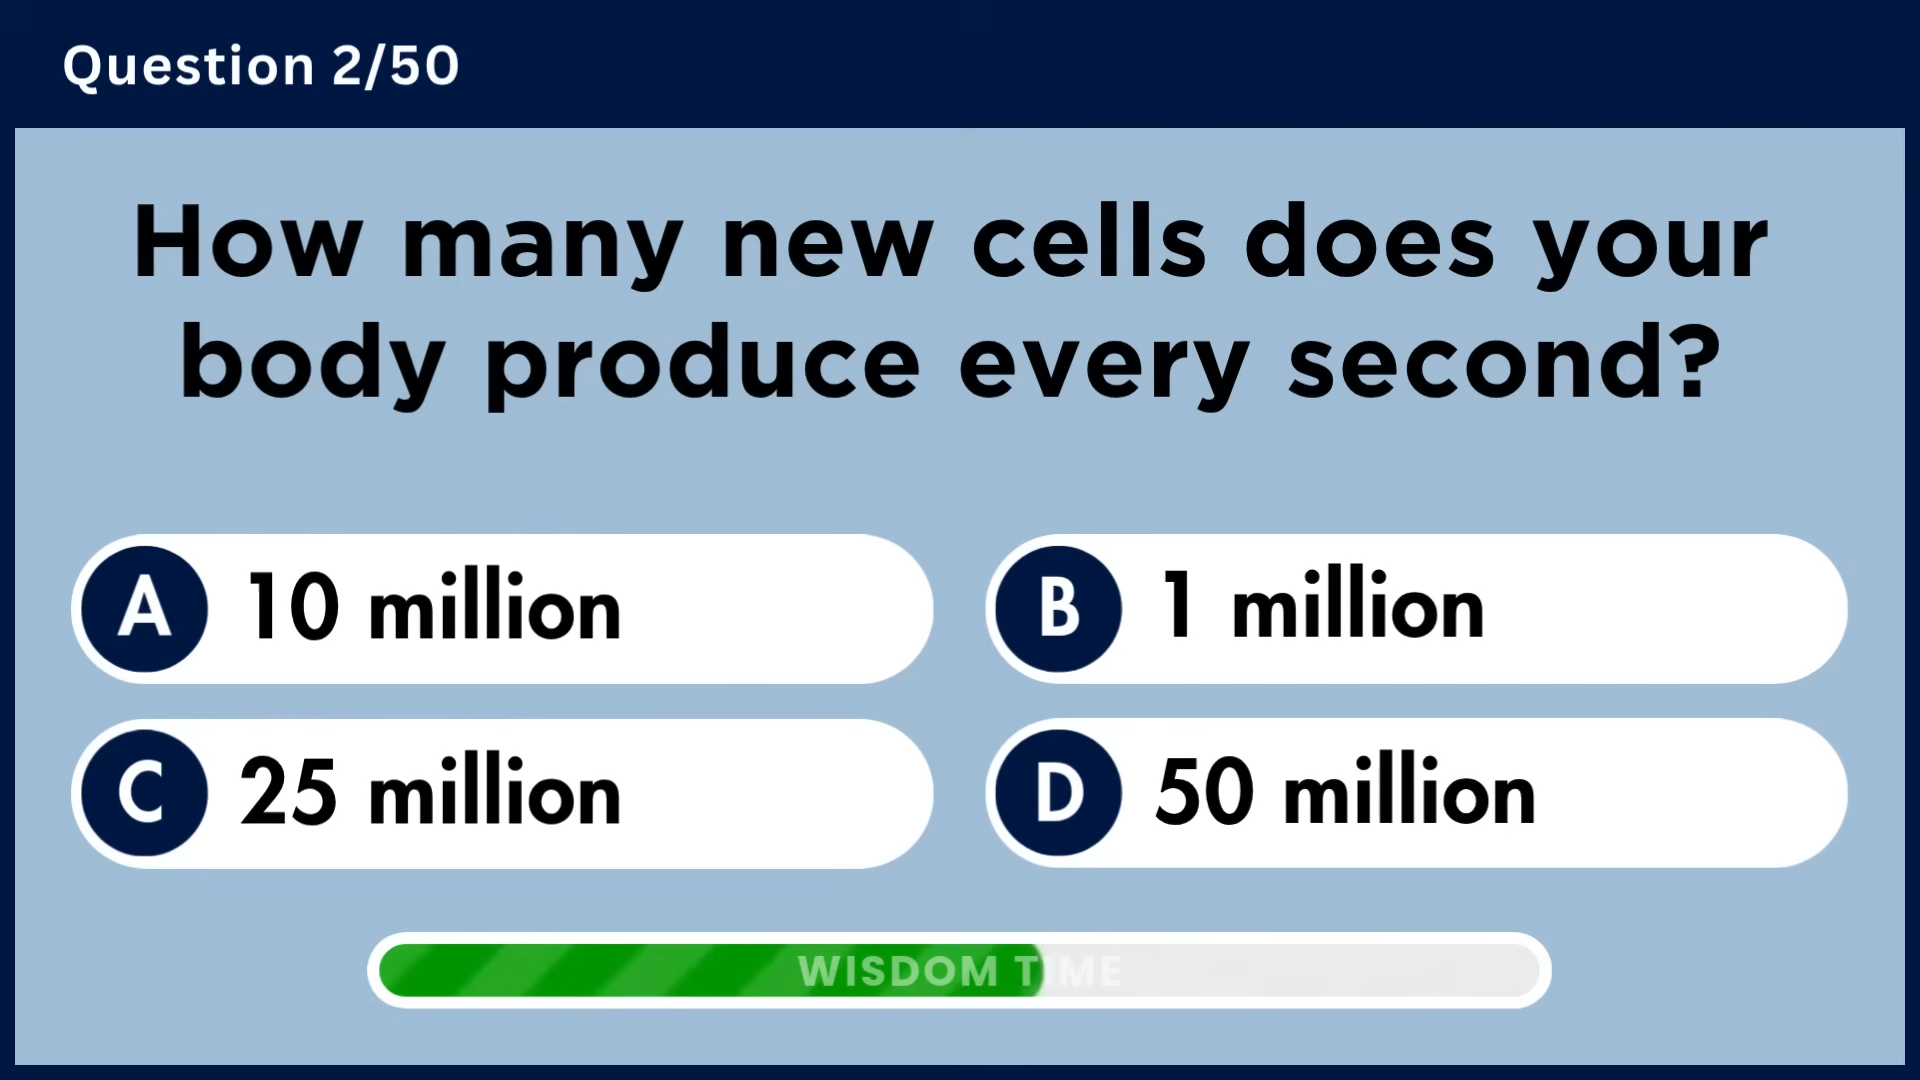 Question 2/50
How many new cells does your
body produce every second?
A 10 million
B 1 million
C 25 million
D 50 million
WISDOM TIME